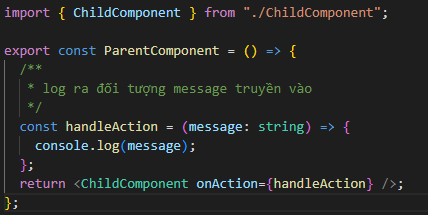 import { ChildComponent } from "./ChildComponent";
export const ParentComponent = () => {
  /**
   * log ra đối tượng message truyền vào
   */
  const handleAction = (message: string) => {
    console.log(message);
  };
  return <ChildComponent onAction={handleAction} />;
};